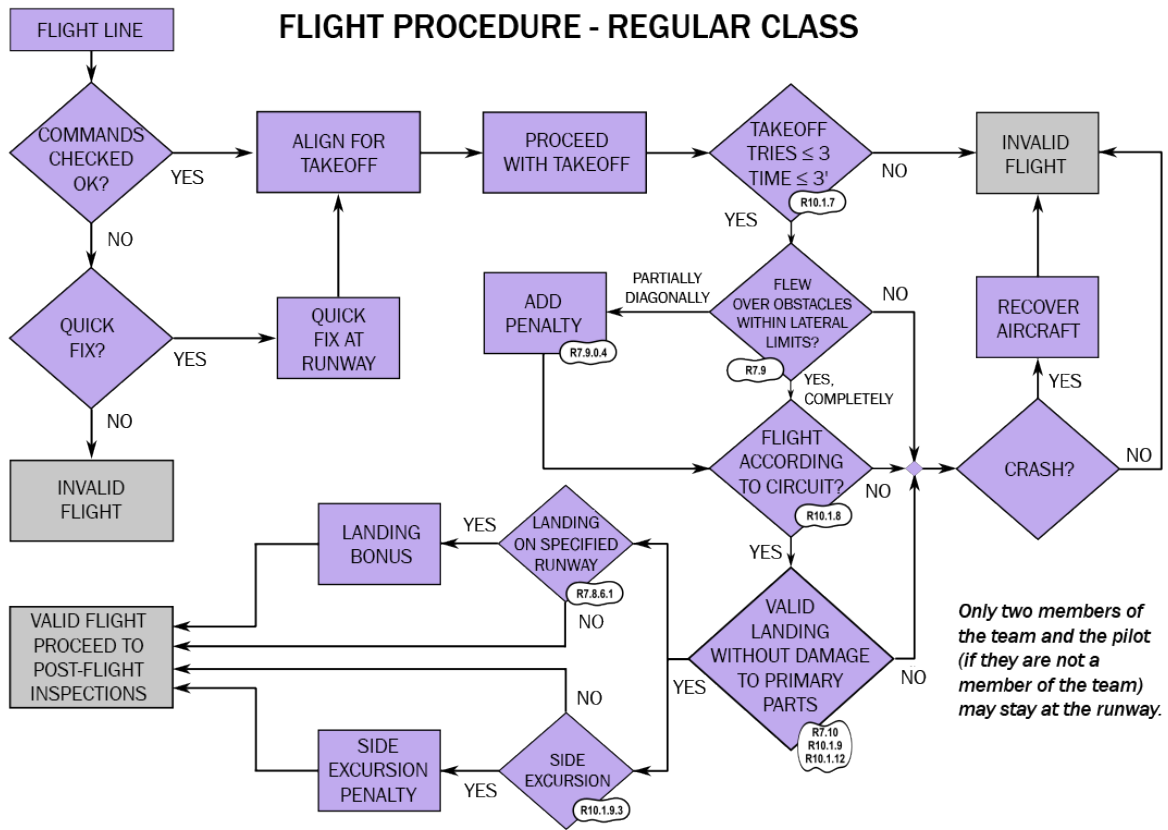 FLIGHT PROCEDURE - REGULAR CLASS
FLIGHT LINE
COMMANDS
CHECKED
OK?
YES
NO
ALIGN FOR
TAKEOFF
PROCEED
WITH TAKEOFF
TAKEOFF
TRIES ≤ 3
TIME ≤ 3'
R10.1.7
NO
YES
INVALID
FLIGHT
QUICK
FIX?
YES
NO
QUICK
FIX AT
RUNWAY
INVALID
FLIGHT
PARTIALLY
DIAGONALLY
ADD
PENALTY
R7.9.0.4
FLEW
OVER OBSTACLES
WITHIN LATERAL
LIMITS?
R7.9
NO
YES,
COMPLETELY
RECOVER
AIRCRAFT
YES
CRASH?
NO
FLIGHT
ACCORDING
TO CIRCUIT?
R10.1.8
NO
YES
LANDING
BONUS
YES
LANDING
ON SPECIFIED
RUNWAY
R7.8.6.1
NO
VALID
LANDING
WITHOUT DAMAGE
TO PRIMARY
PARTS
R7.10
R10.1.9
R10.1.12
NO
YES
VALID FLIGHT
PROCEED TO
POST-FLIGHT
INSPECTIONS
NO
SIDE
EXCURSION
R10.1.9.3
YES
SIDE
EXCURSION
PENALTY
Only two members of
the team and the pilot
(if they are not a
member of the team)
may stay at the runway.